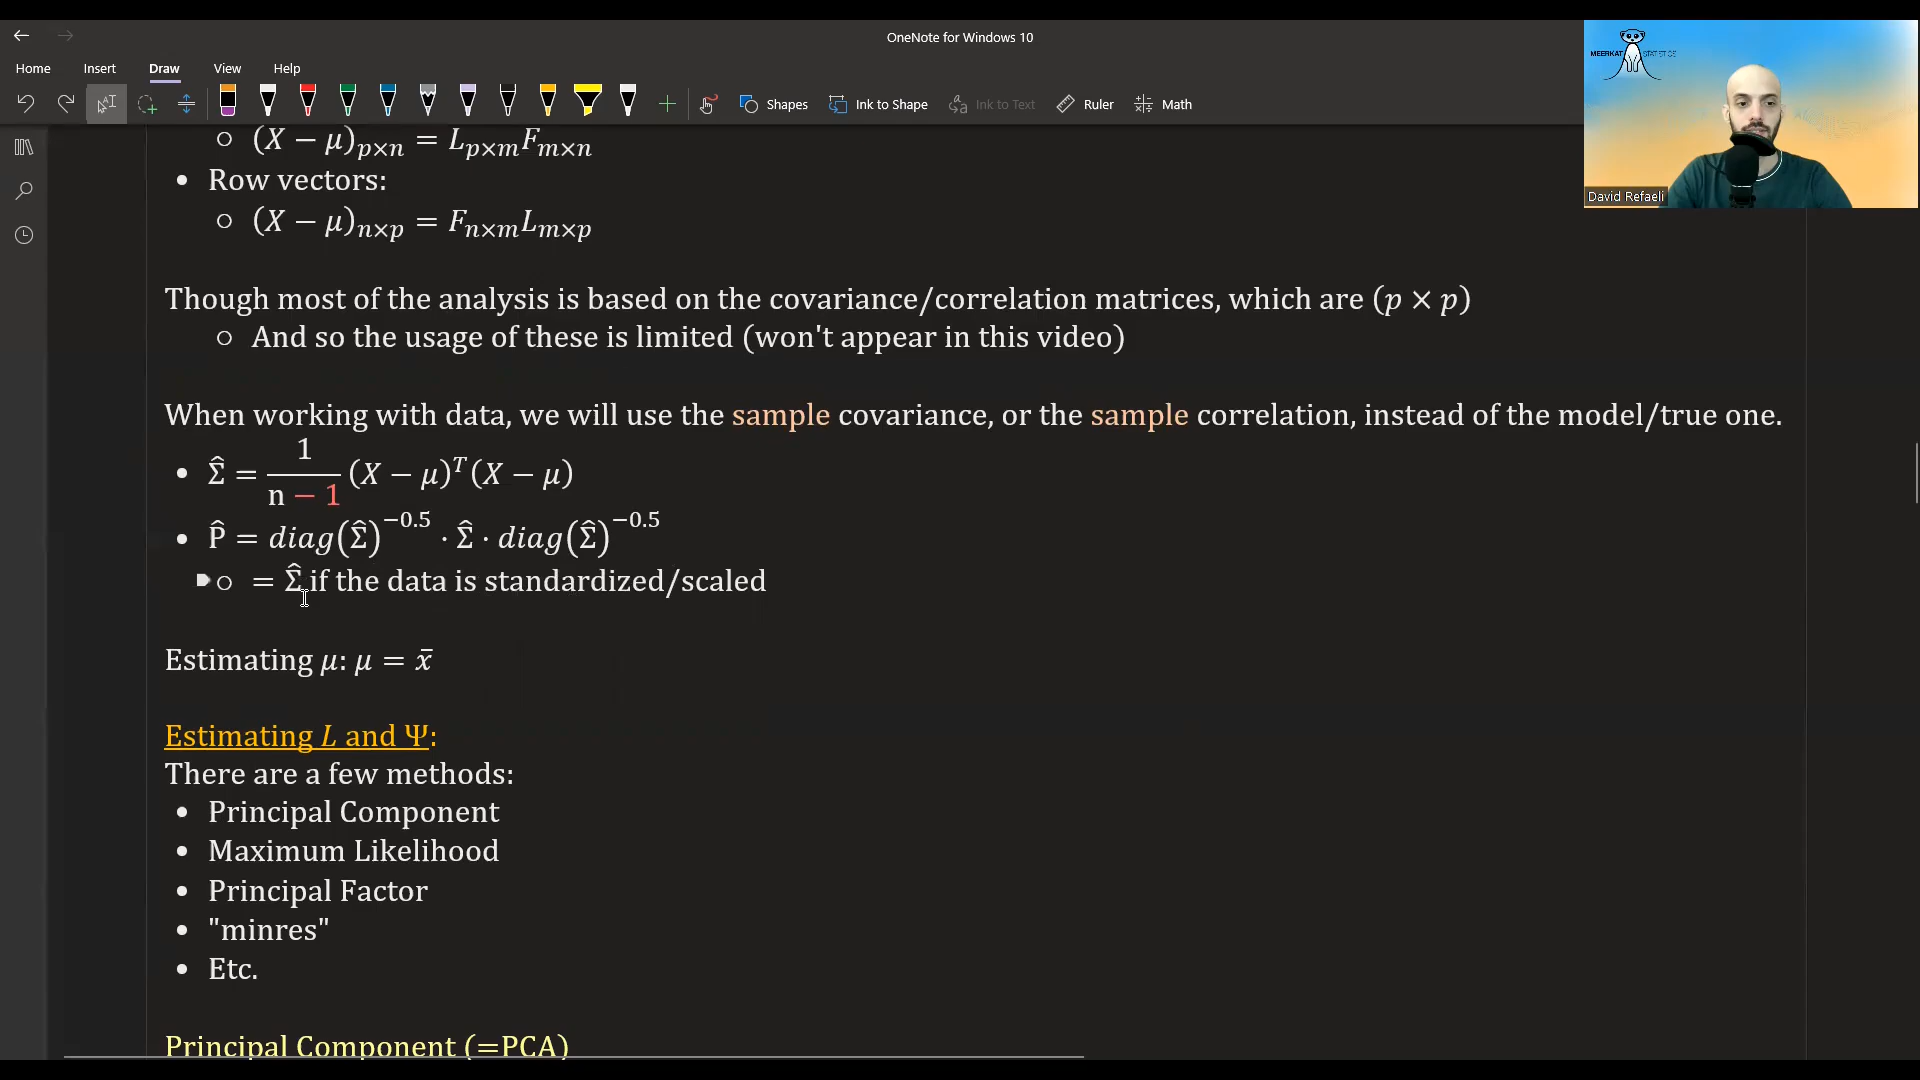 OneNote for Windows 10
Home Insert Draw View Help
Shapes Ink to Shape Ink to Text Ruler Math
MEERKAT STATISTICS
David Refaeli
○ (X − μ)ₚₓₙ = LₚₓₘFₘₓₙ
• Row vectors:
○ (X − μ)ₙₓₚ = FₙₓₘLₘₓₚ
Though most of the analysis is based on the covariance/correlation matrices, which are (p × p)
○ And so the usage of these is limited (won't appear in this video)
When working with data, we will use the sample covariance, or the sample correlation, instead of the model/true one.
• Σ̂ = 1/(n − 1) (X − μ)ᵀ(X − μ)
• P̂ = diag(Σ̂)^−0.5 · Σ̂ · diag(Σ̂)^−0.5
○ = Σ̂ if the data is standardized/scaled
Estimating μ: μ = x̄
Estimating L and Ψ:
There are a few methods:
• Principal Component
• Maximum Likelihood
• Principal Factor
• "minres"
• Etc.
Principal Component (=PCA)